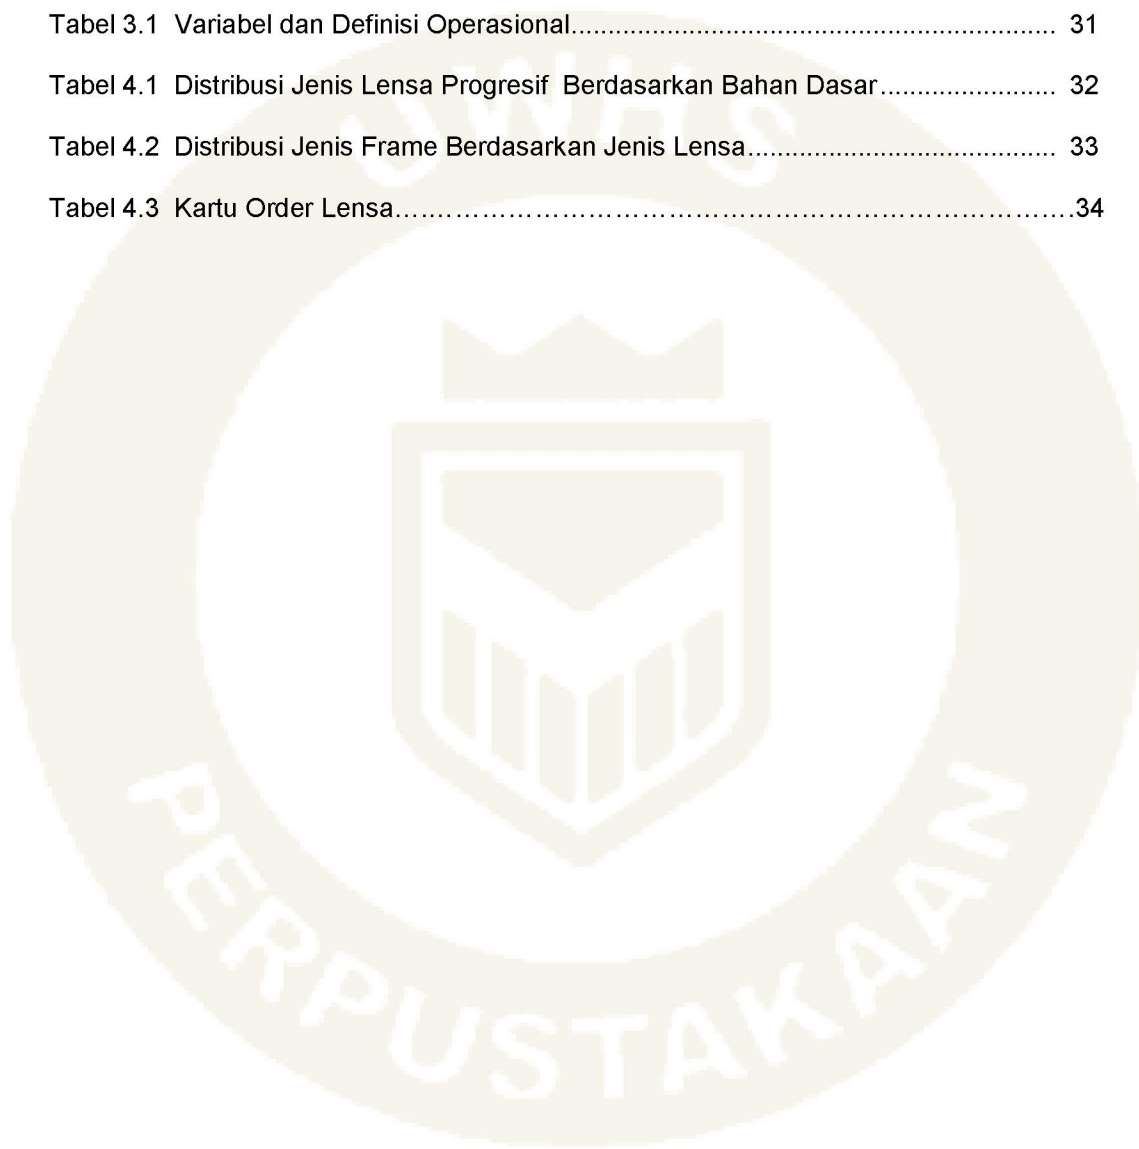 Tabel 3.1 Variabel dan Definisi Operasional................................................................ 31
Tabel 4.1 Distribusi Jenis Lensa Progresif Berdasarkan Bahan Dasar........................ 32
Tabel 4.2 Distribusi Jenis Frame Berdasarkan Jenis Lensa......................................... 33
Tabel 4.3 Kartu Order Lensa………………………………………………………………….34
UWHS
PERPUSTAKAAN